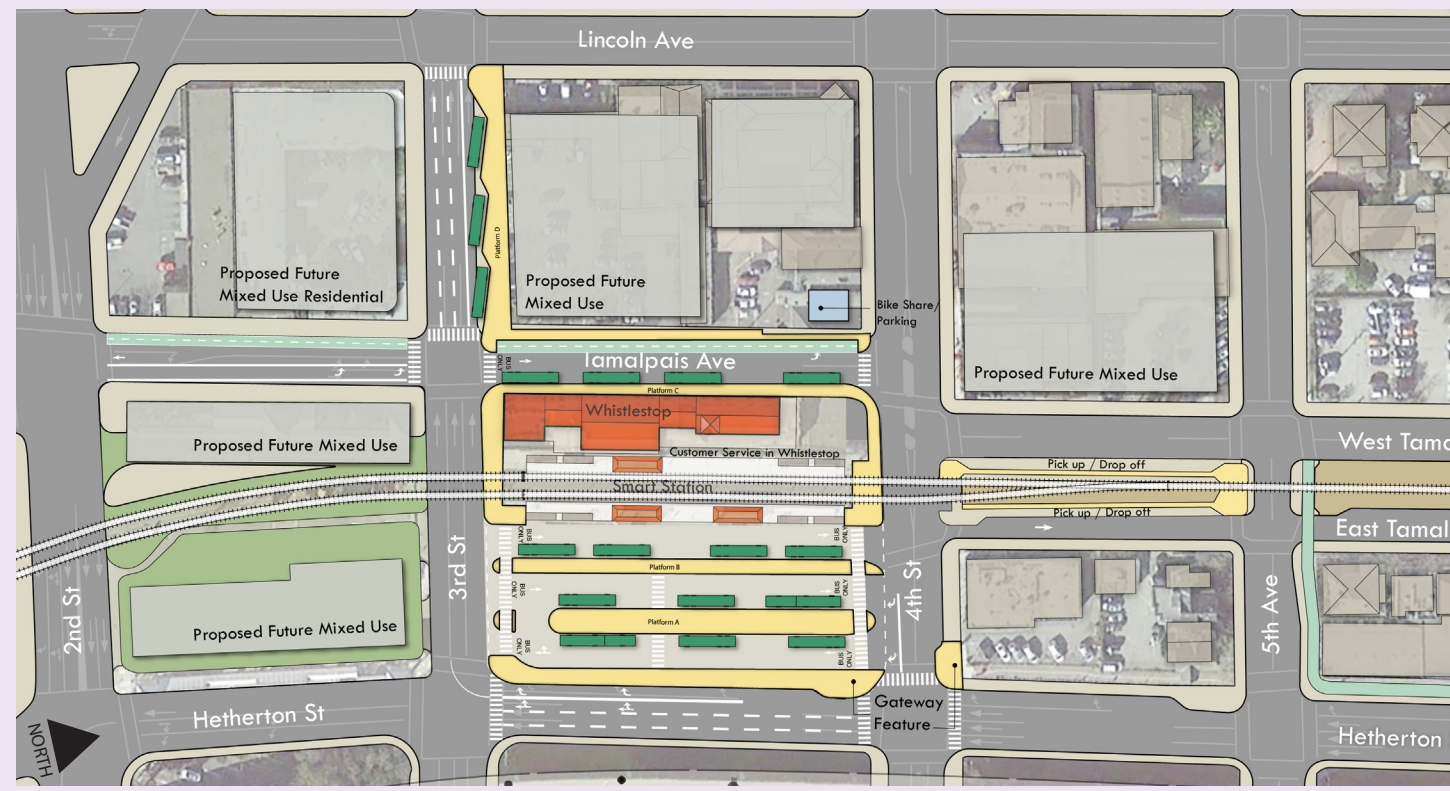 Lincoln Ave
Proposed Future
Mixed Use Residential
Platform D
Proposed Future
Mixed Use
Bike Share/
Parking
Proposed Future Mixed Use
BUS
ONLY
Tamalpais Ave
Platform C
Whistlestop
Customer Service in Whistlestop
Smart Station
Proposed Future Mixed Use
West Tama
Pick up / Drop off
Pick up / Drop off
East Tamal
BUS
ONLY
BUS
ONLY
Platform B
BUS
ONLY
BUS
ONLY
Platform A
BUS
ONLY
BUS
ONLY
2nd St
3rd St
4th St
5th Ave
Proposed Future Mixed Use
Hetherton St
Gateway
Feature
Hetherton
NORTH